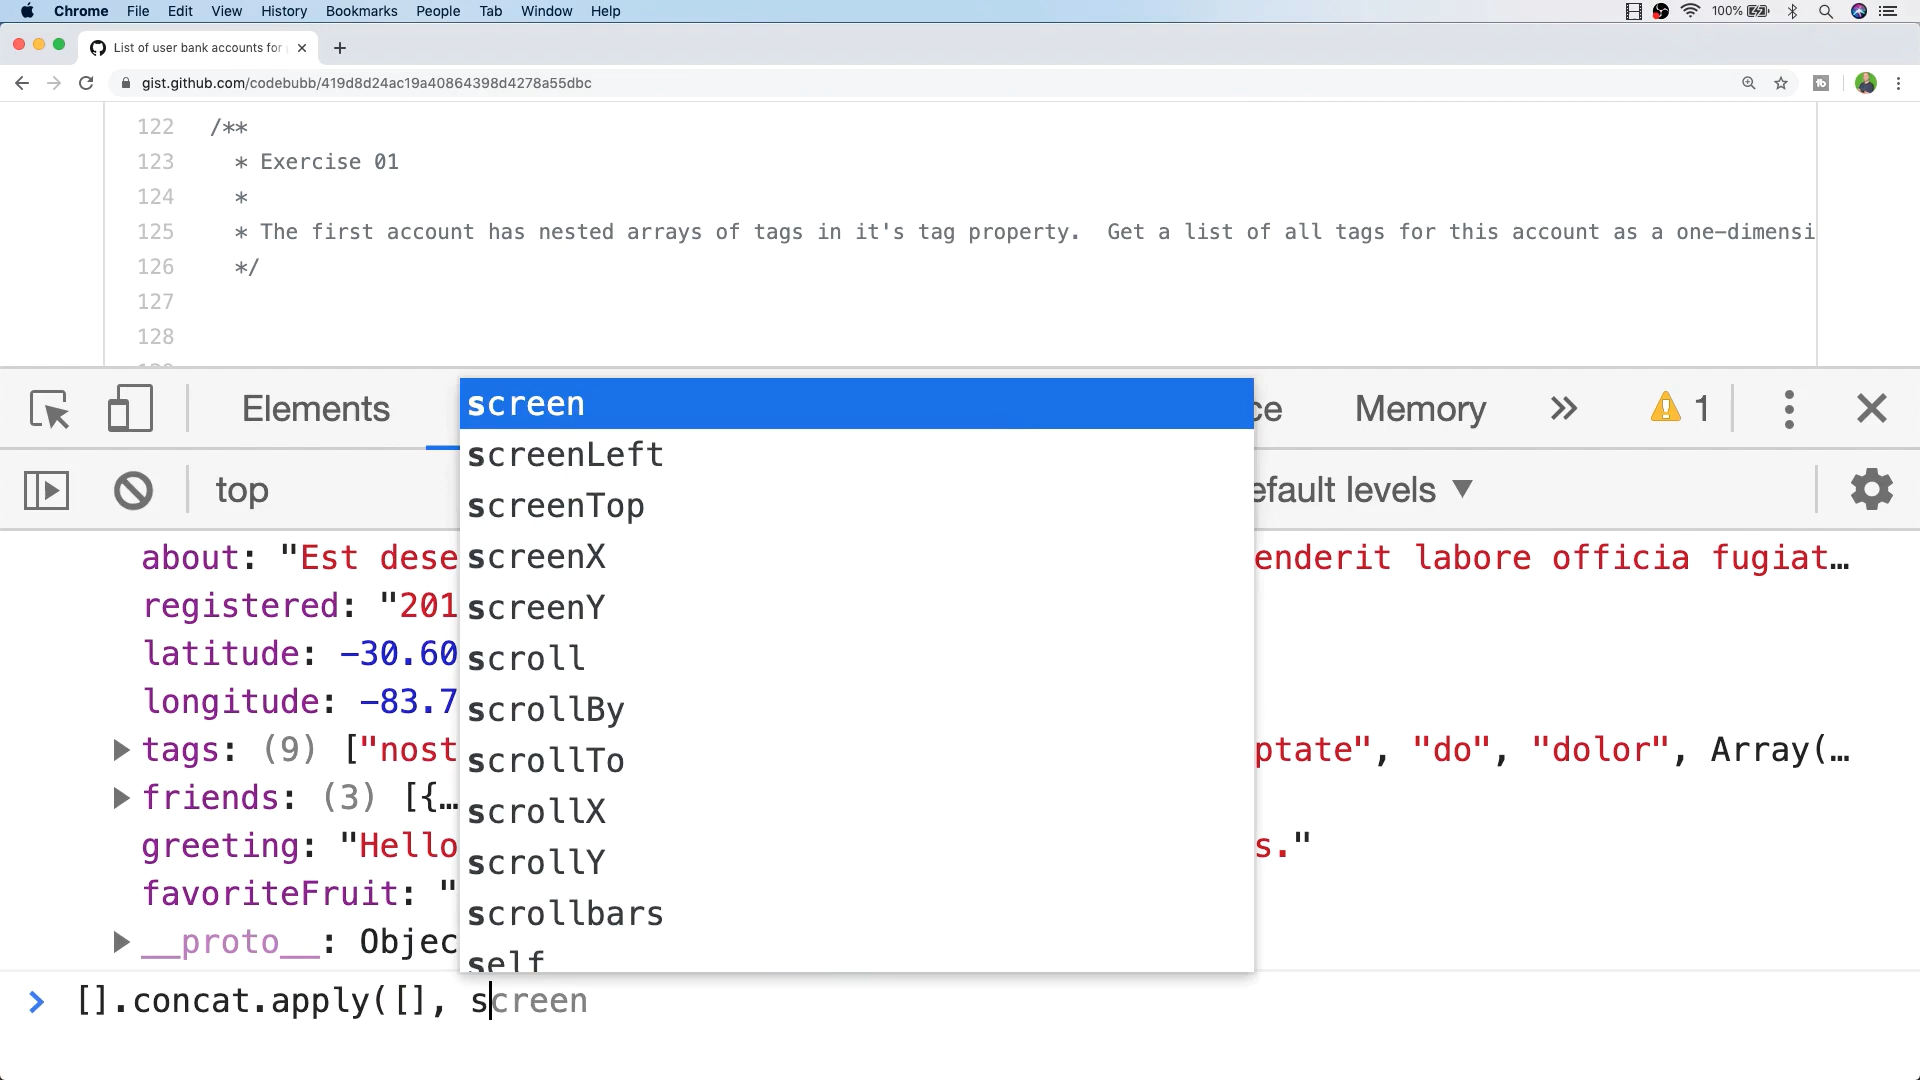 Chrome File Edit View History Bookmarks People Tab Window Help 100%
List of user bank accounts for
gist.github.com/codebubb/419d8d24ac19a40864398d4278a55dbc
122 /**
123 * Exercise 01
124 *
125 * The first account has nested arrays of tags in it's tag property. Get a list of all tags for this account as a one-dimensi
126 */
127
128
Elements ce Memory » 1
top efault levels ▼
about: "Est dese enderit labore officia fugiat…
registered: "201
latitude: -30.60
longitude: -83.7
tags: (9) ["nost ptate", "do", "dolor", Array(…
friends: (3) [{…
greeting: "Hello s."
favoriteFruit: "
__proto__: Objec
screen
screenLeft
screenTop
screenX
screenY
scroll
scrollBy
scrollTo
scrollX
scrollY
scrollbars
self
> [].concat.apply([], screen